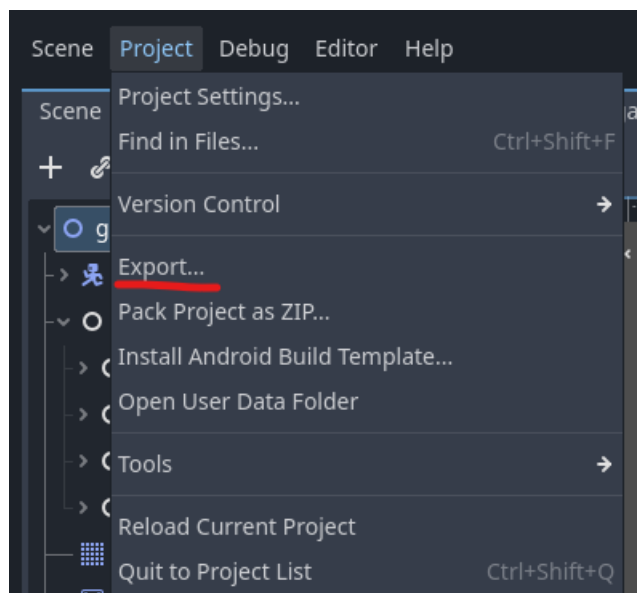 Scene Project Debug Editor Help
Scene
Project Settings...
Find in Files... Ctrl+Shift+F
Version Control
Export...
Pack Project as ZIP...
Install Android Build Template...
Open User Data Folder
Tools
Reload Current Project
Quit to Project List Ctrl+Shift+Q